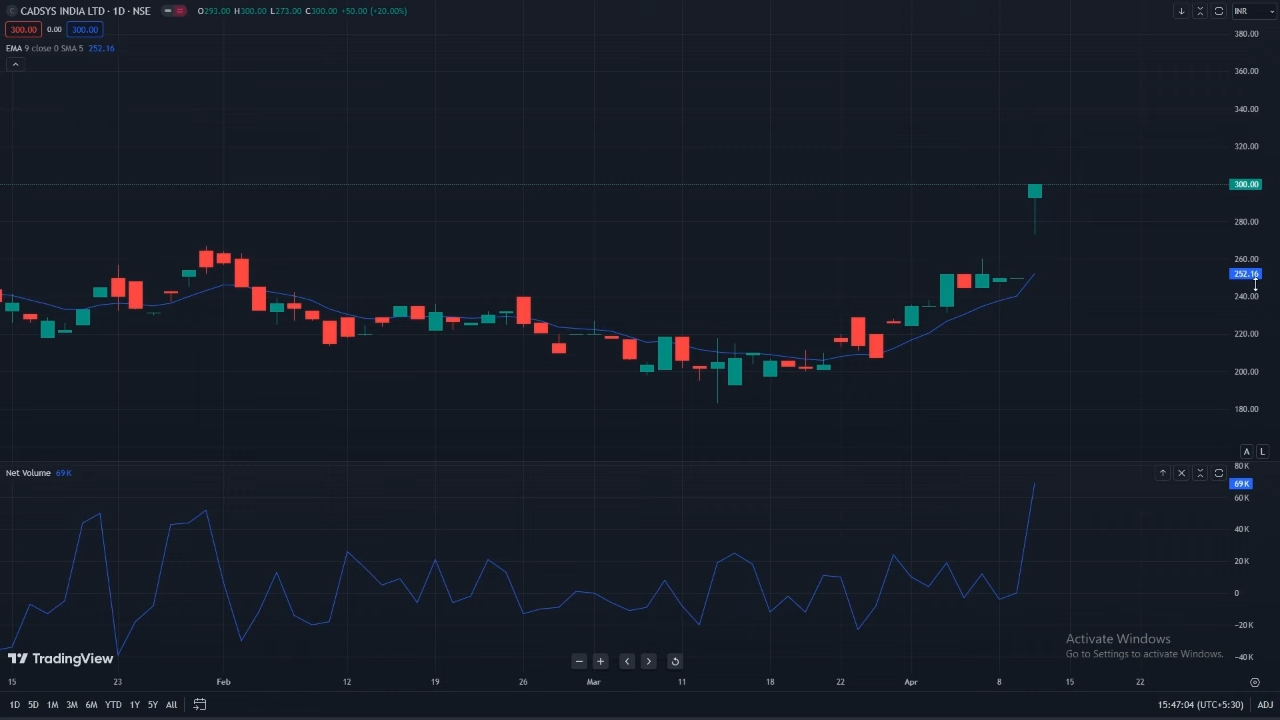 CADSYS INDIA LTD · 1D · NSE
O293.00 H300.00 L273.00 C300.00 +50.00 (+20.00%)
INR
300.00 0.00 300.00
EMA 9 close 0 SMA 5 252.16
380.00
360.00
340.00
320.00
300.00
280.00
260.00
252.16
240.00
220.00
200.00
180.00
A L
Net Volume 69K
80K
69K
60K
40K
20K
0
−20K
−40K
Activate Windows
Go to Settings to activate Windows.
TradingView
15 23 Feb 12 19 26 Mar 11 18 22 Apr 8 15 22
1D 5D 1M 3M 6M YTD 1Y 5Y All
15:47:04 (UTC+5:30) ADJ